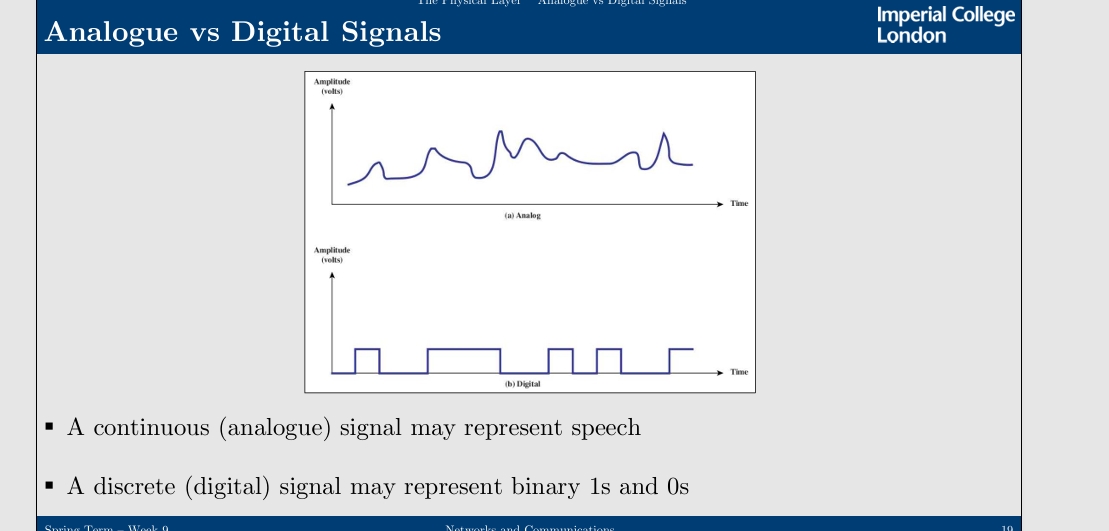 The Physical Layer Analogue vs Digital Signals
Analogue vs Digital Signals
Imperial College
London
Amplitude
(volts)
Time
(a) Analog
Amplitude
(volts)
Time
(b) Digital
▪ A continuous (analogue) signal may represent speech
▪ A discrete (digital) signal may represent binary 1s and 0s
Spring Term – Week 9
Networks and Communications
19